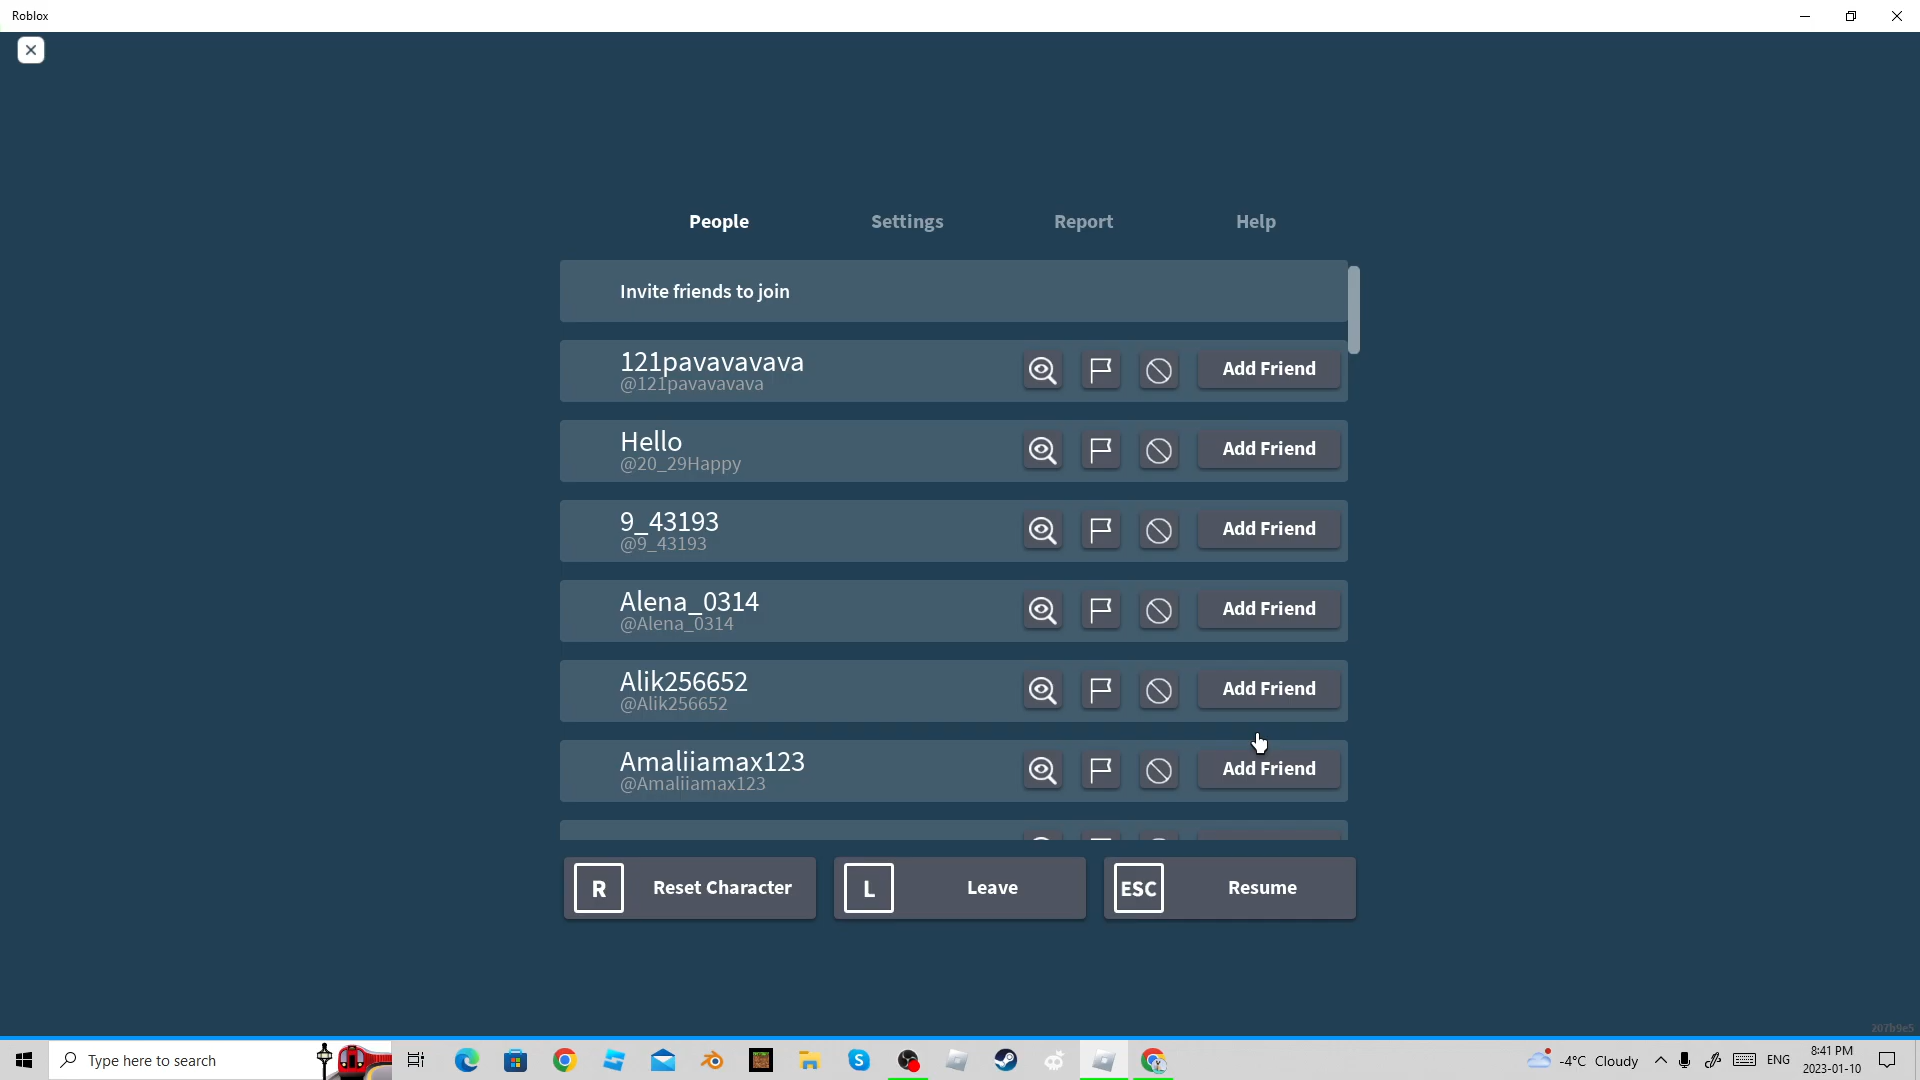 Roblox
People Settings Report Help
Invite friends to join
121pavavavava
@121pavavavava
Add Friend
Hello
@20_29Happy
Add Friend
9_43193
@9_43193
Add Friend
Alena_0314
@Alena_0314
Add Friend
Alik256652
@Alik256652
Add Friend
Amaliiamax123
@Amaliiamax123
Add Friend
R Reset Character L Leave ESC Resume
207b9e5
Type here to search
-4°C Cloudy
ENG
8:41 PM
2023-01-10